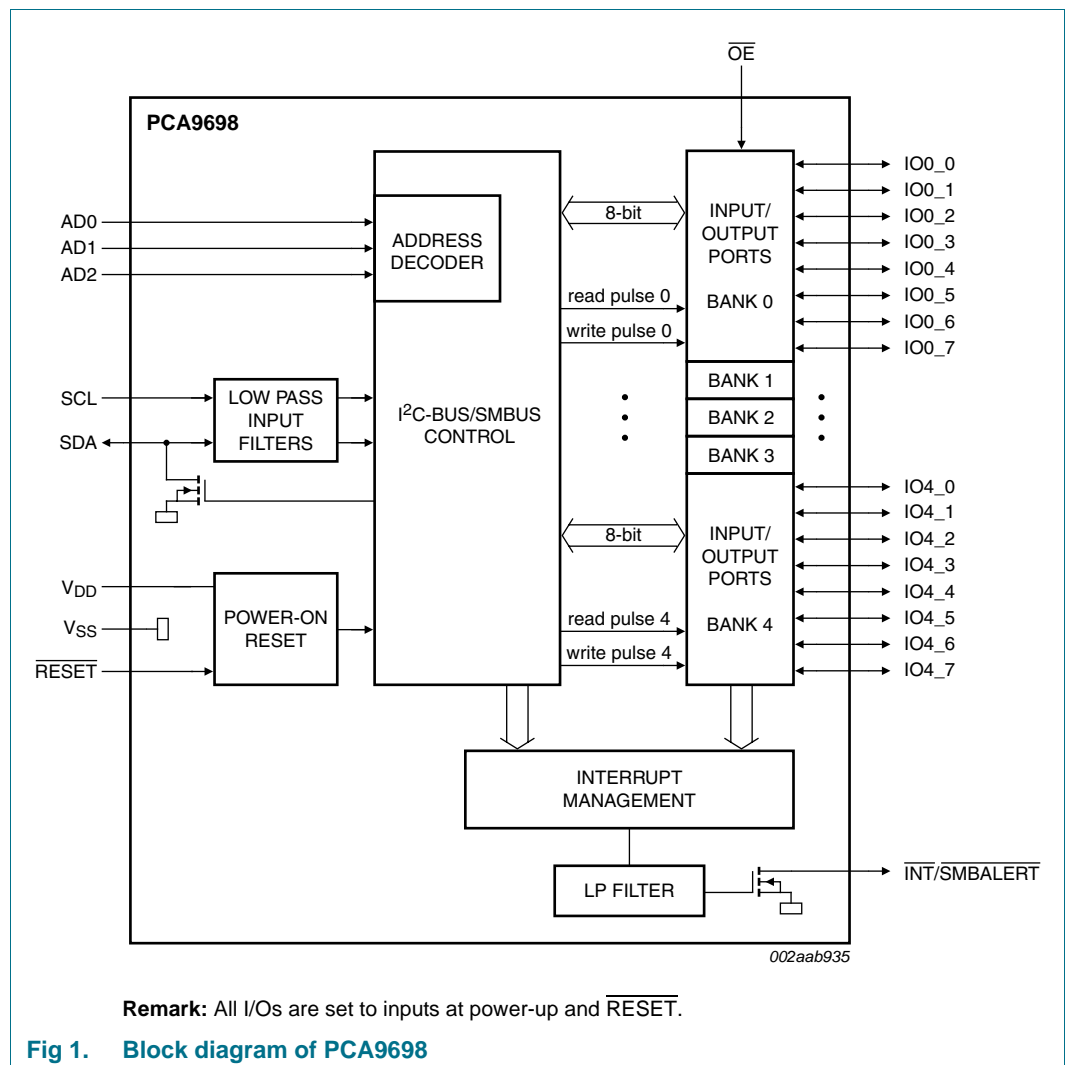 OE
PCA9698
AD0
AD1
AD2
ADDRESS
DECODER
8-bit
INPUT/
OUTPUT
PORTS
BANK 0
read pulse 0
write pulse 0
IO0_0
IO0_1
IO0_2
IO0_3
IO0_4
IO0_5
IO0_6
IO0_7
BANK 1
BANK 2
BANK 3
SCL
SDA
LOW PASS
INPUT
FILTERS
I2C-BUS/SMBUS
CONTROL
8-bit
INPUT/
OUTPUT
PORTS
BANK 4
read pulse 4
write pulse 4
IO4_0
IO4_1
IO4_2
IO4_3
IO4_4
IO4_5
IO4_6
IO4_7
VDD
VSS
RESET
POWER-ON
RESET
INTERRUPT
MANAGEMENT
LP FILTER
INT/SMBALERT
002aab935
Remark: All I/Os are set to inputs at power-up and RESET.
Fig 1. Block diagram of PCA9698